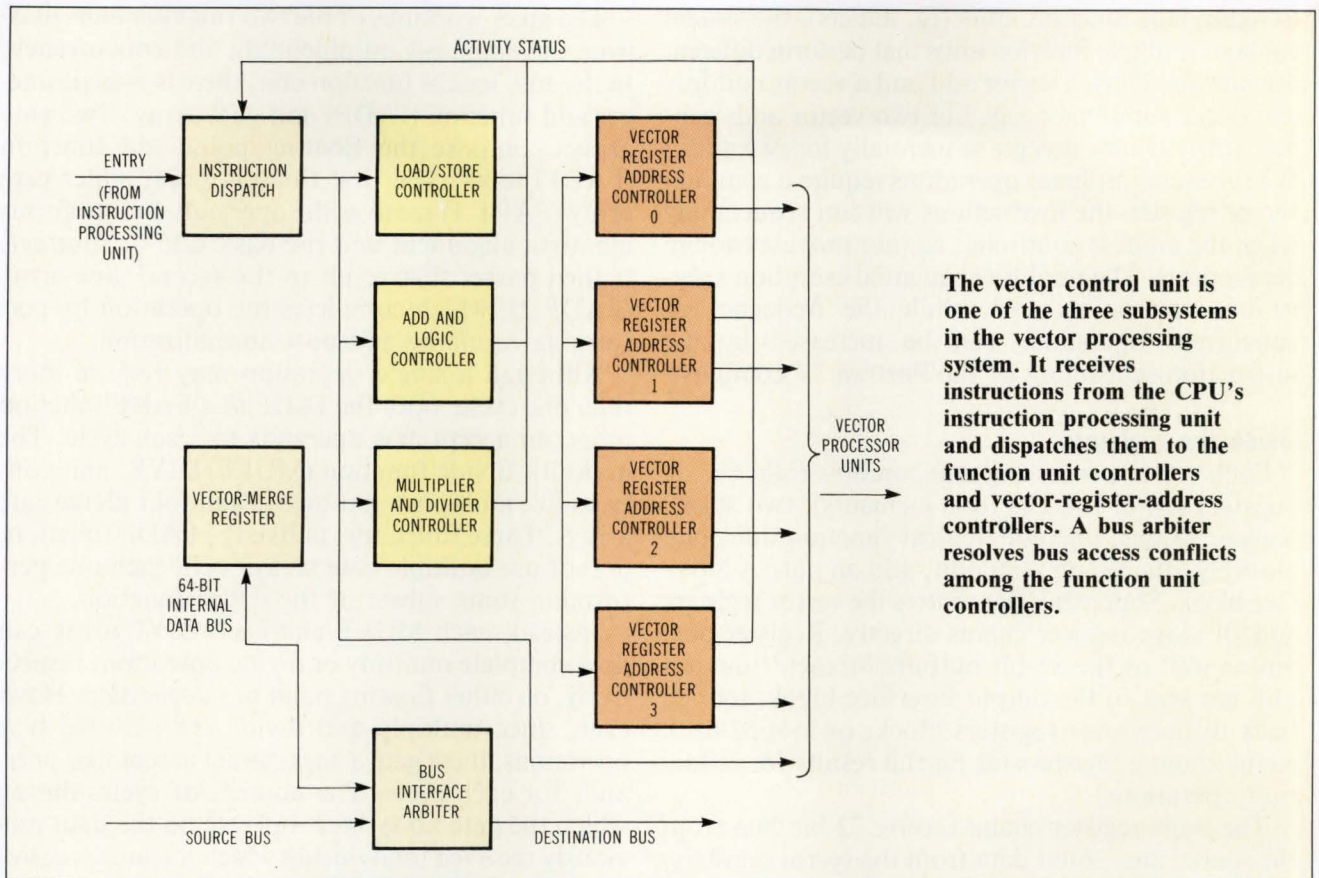 ACTIVITY STATUS
ENTRY
(FROM
INSTRUCTION
PROCESSING
UNIT)
INSTRUCTION
DISPATCH
LOAD/STORE
CONTROLLER
VECTOR
REGISTER
ADDRESS
CONTROLLER
0
ADD AND
LOGIC
CONTROLLER
VECTOR
REGISTER
ADDRESS
CONTROLLER
1
VECTOR-MERGE
REGISTER
MULTIPLIER
AND DIVIDER
CONTROLLER
VECTOR
REGISTER
ADDRESS
CONTROLLER
2
VECTOR
PROCESSOR
UNITS
64-BIT
INTERNAL
DATA BUS
VECTOR
REGISTER
ADDRESS
CONTROLLER
3
BUS
INTERFACE
ARBITER
SOURCE BUS
DESTINATION BUS
The vector control unit is
one of the three subsystems
in the vector processing
system. It receives
instructions from the CPU's
instruction processing unit
and dispatches them to the
function unit controllers
and vector-register-address
controllers. A bus arbiter
resolves bus access conflicts
among the function unit
controllers.